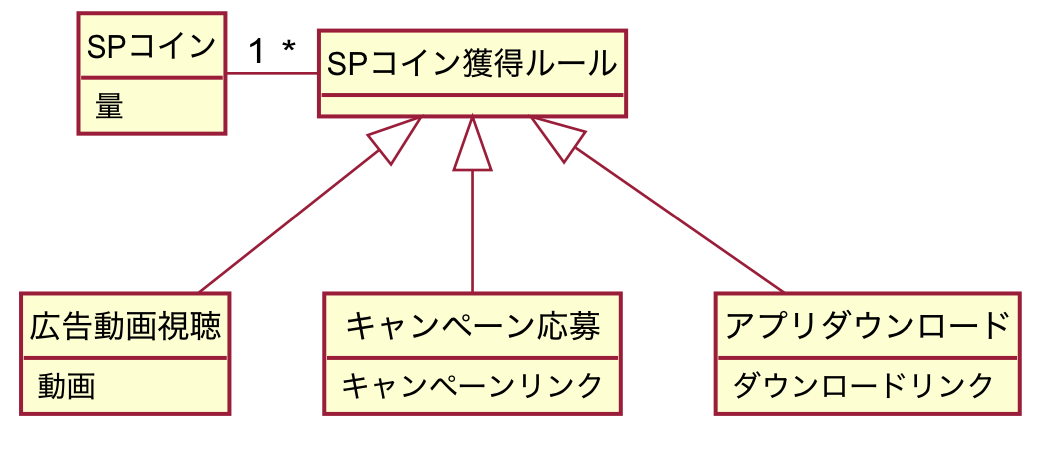 SPコイン
量
1 *
SPコイン獲得ルール
広告動画視聴
動画
キャンペーン応募
キャンペーンリンク
アプリダウンロード
ダウンロードリンク